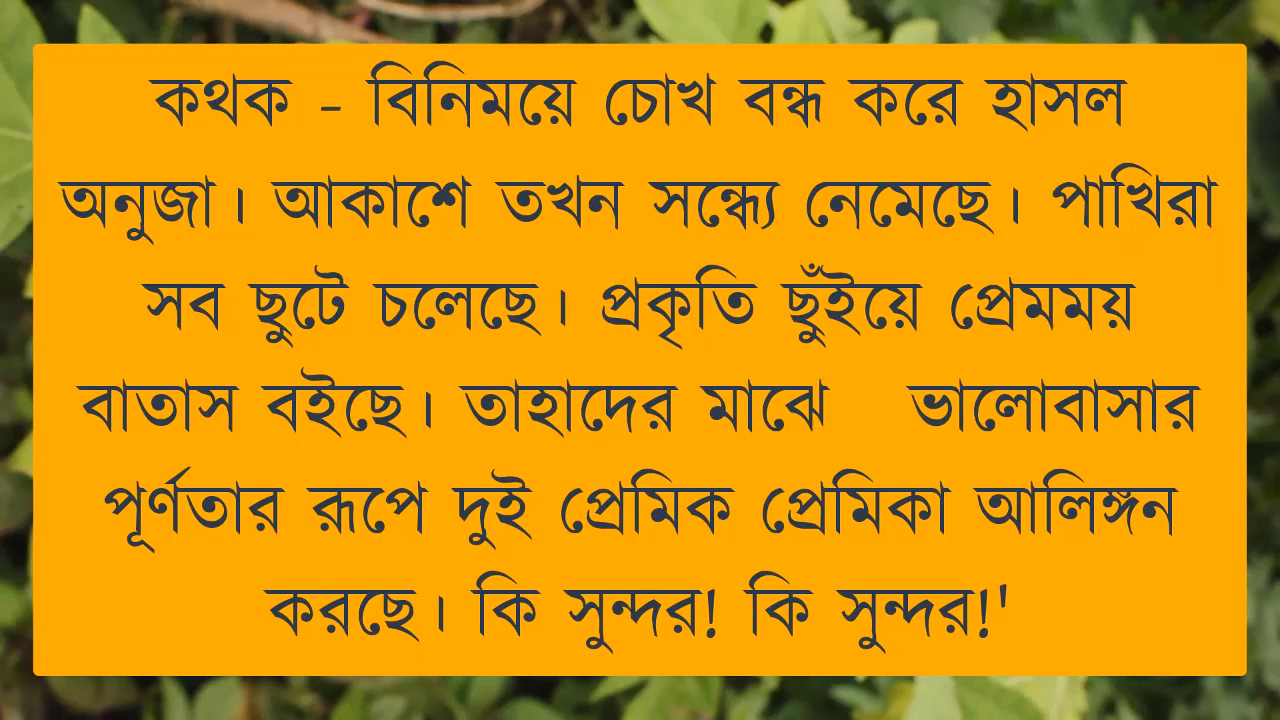 কথক - বিনিময়ে চোখ বন্ধ করে হাসল
অনুজা। আকাশে তখন সন্ধ্যে নেমেছে। পাখিরা
সব ছুটে চলেছে। প্রকৃতি ছুঁইয়ে প্রেমময়
বাতাস বইছে। তাহাদের মাঝে ভালোবাসার
পূর্ণতার রূপে দুই প্রেমিক প্রেমিকা আলিঙ্গন
করছে। কি সুন্দর! কি সুন্দর!'